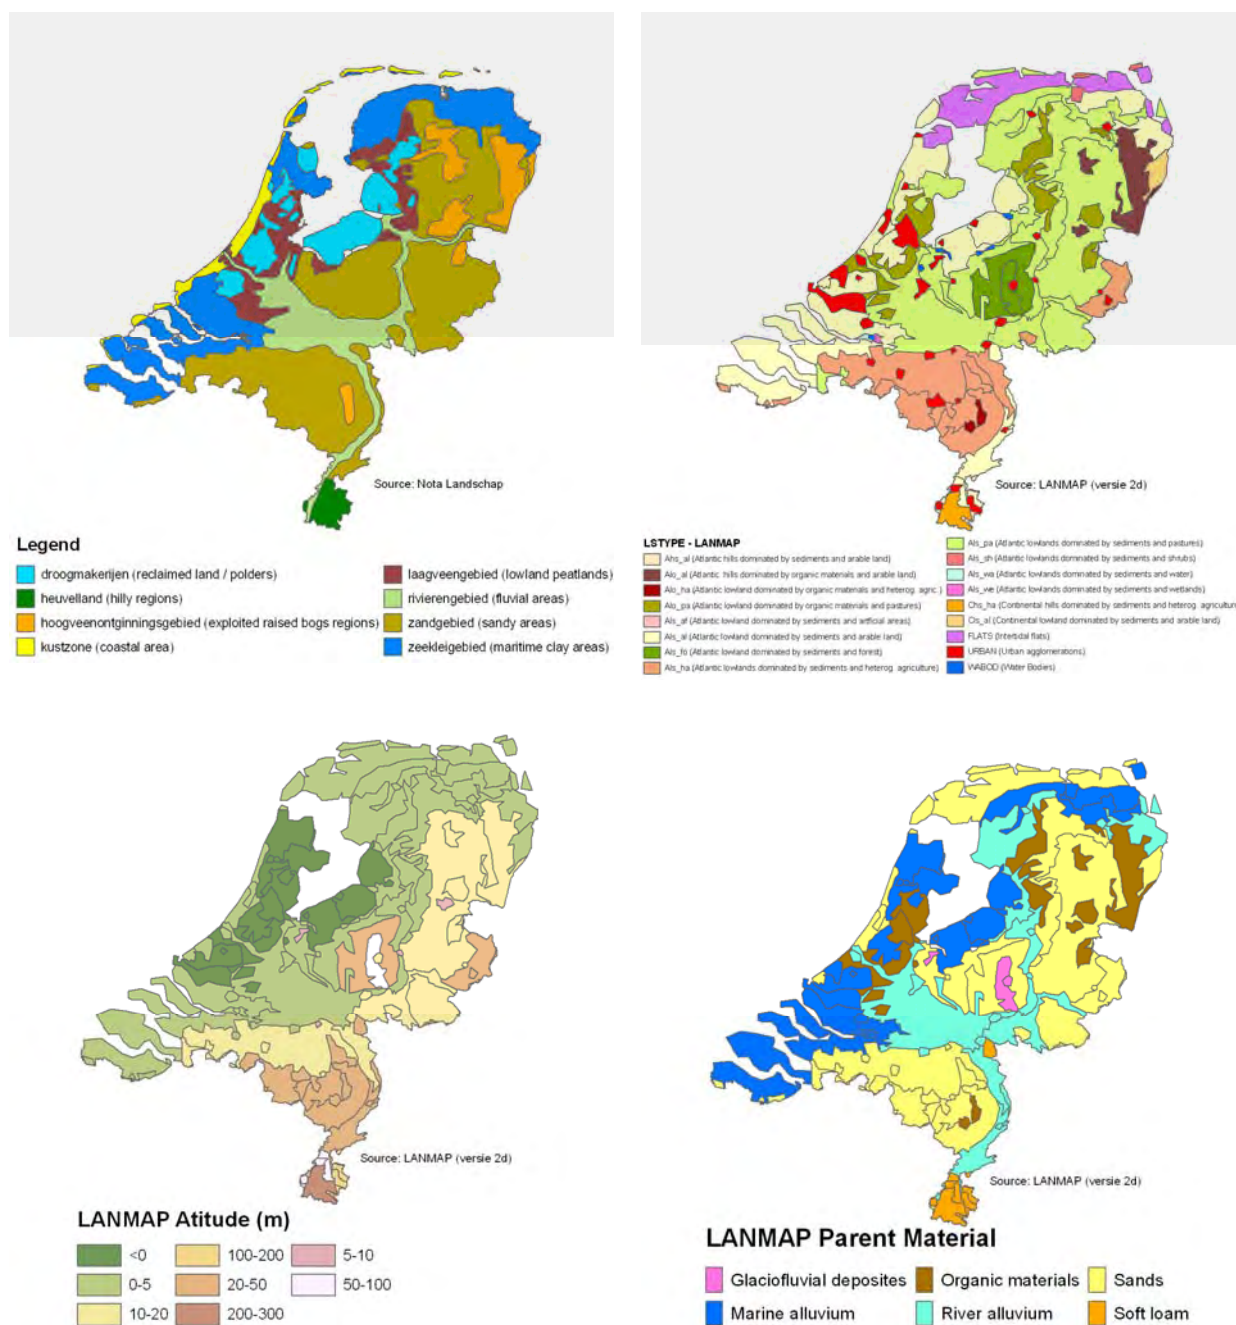 Source: Nota Landschap
Legend
droogmakerijen (reclaimed land / polders)
heuvelland (hilly regions)
hoogveenontginningsgebied (exploited raised bogs regions)
kustzone (coastal area)
laagveengebied (lowland peatlands)
rivierengebied (fluvial areas)
zandgebied (sandy areas)
zeekleigebied (maritime clay areas)
Source: LANMAP (versie 2d)
LSTYPE - LANMAP
Ahs_al (Atlantic hills dominated by sediments and arable land)
Alo_al (Atlantic hills dominated by organic materials and arable land)
Alo_ha (Atlantic lowland dominated by organic materials and heterog. agric.)
Alo_pa (Atlantic lowland dominated by organic materials and pastures)
Als_af (Atlantic lowland dominated by sediments and artficial areas)
Als_al (Atlantic lowland dominated by sediments and arable land)
Als_fo (Atlantic lowland dominated by sediments and forest)
Als_ha (Atlantic lowlands dominated by sediments and heterog. agriculture)
Als_pa (Atlantic lowlands dominated by sediments and pastures)
Als_sh (Atlantic lowlands dominated by sediments and shrubs)
Als_wa (Atlantic lowlands dominated by sediments and water)
Als_we (Atlantic lowlands dominated by sediments and wetlands)
Chs_ha (Continental hills dominated by sediments and heterog. agriculture
Cls_al (Continental lowland dominated by sediments and arable land)
FLATS (Intertidal flats)
URBAN (Urban agglomerations)
WABOD (Water Bodies)
Source: LANMAP (versie 2d)
LANMAP Atitude (m)
<0
0-5
10-20
100-200
20-50
200-300
5-10
50-100
Source: LANMAP (versie 2d)
LANMAP Parent Material
Glaciofluvial deposites
Marine alluvium
Organic materials
River alluvium
Sands
Soft loam